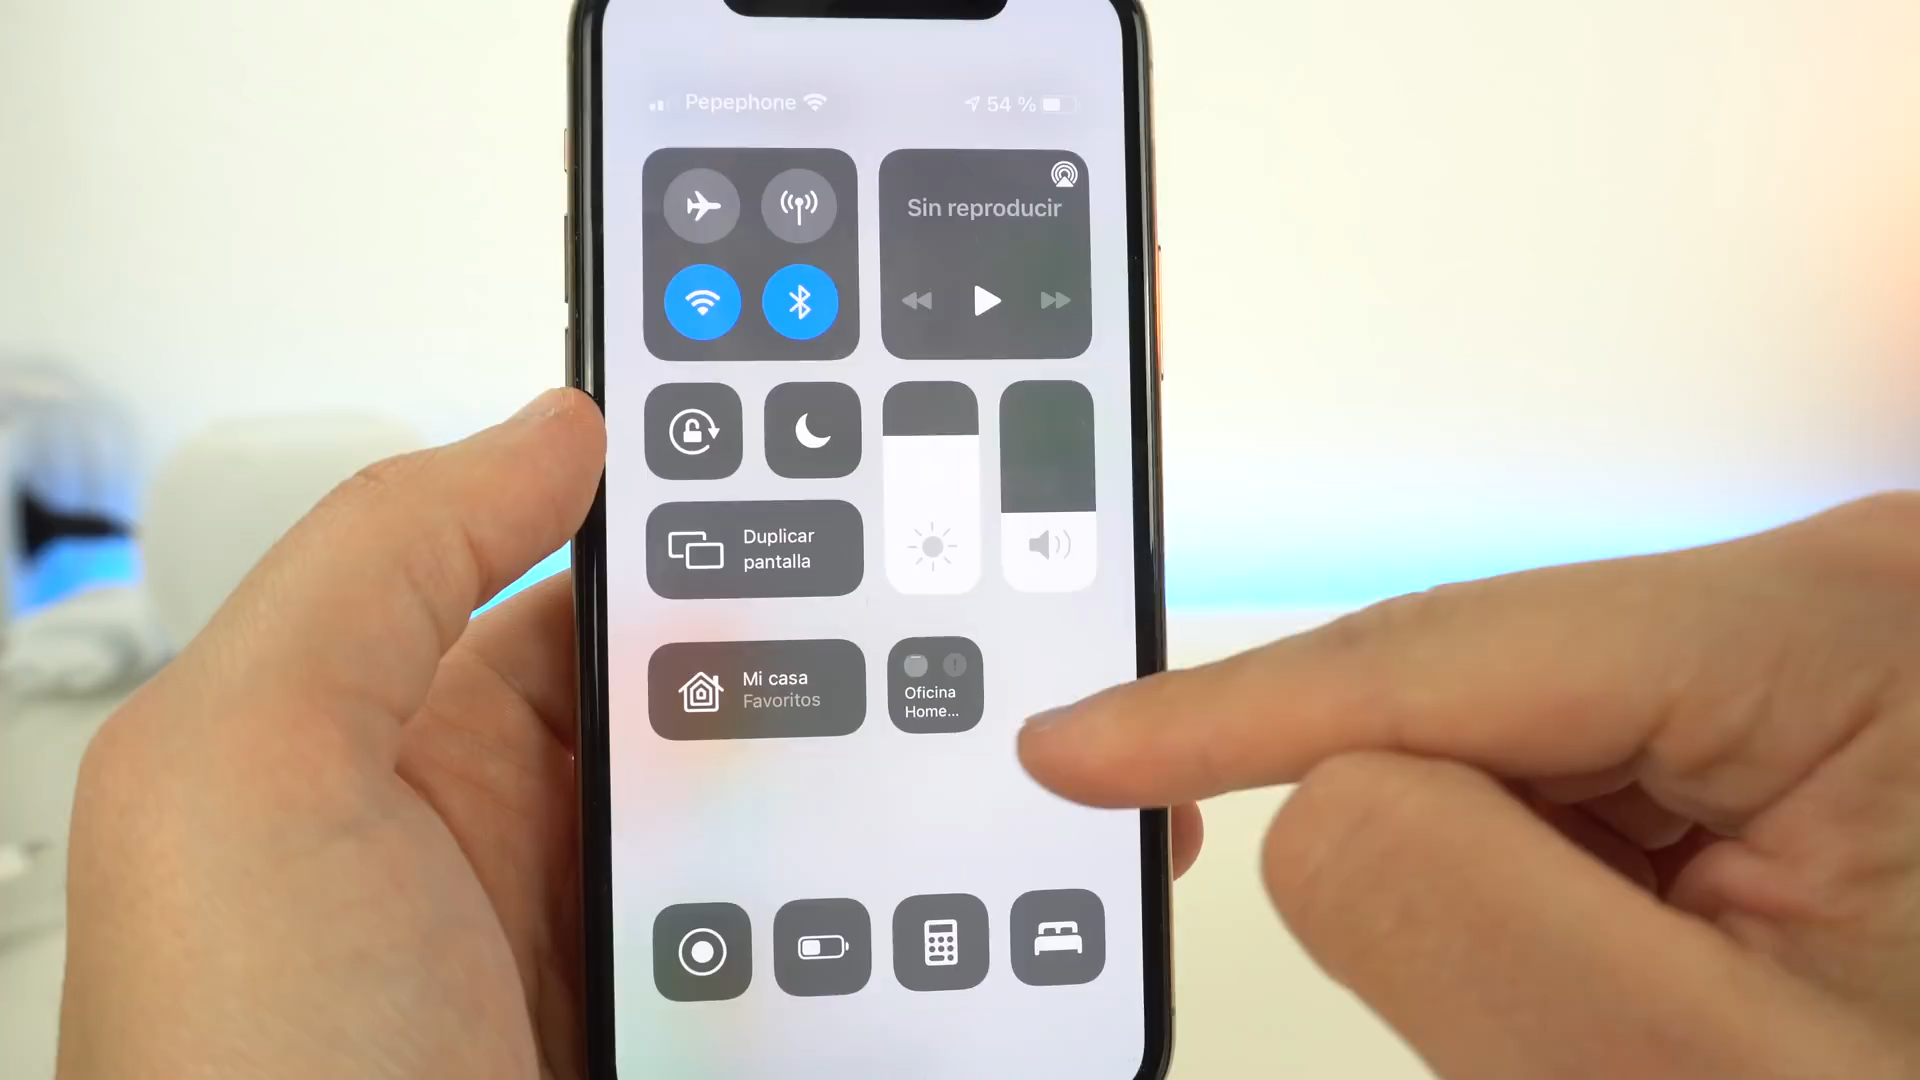 Pepephone
54 %
Sin reproducir
Duplicar
pantalla
Mi casa
Favoritos
Oficina
Home...